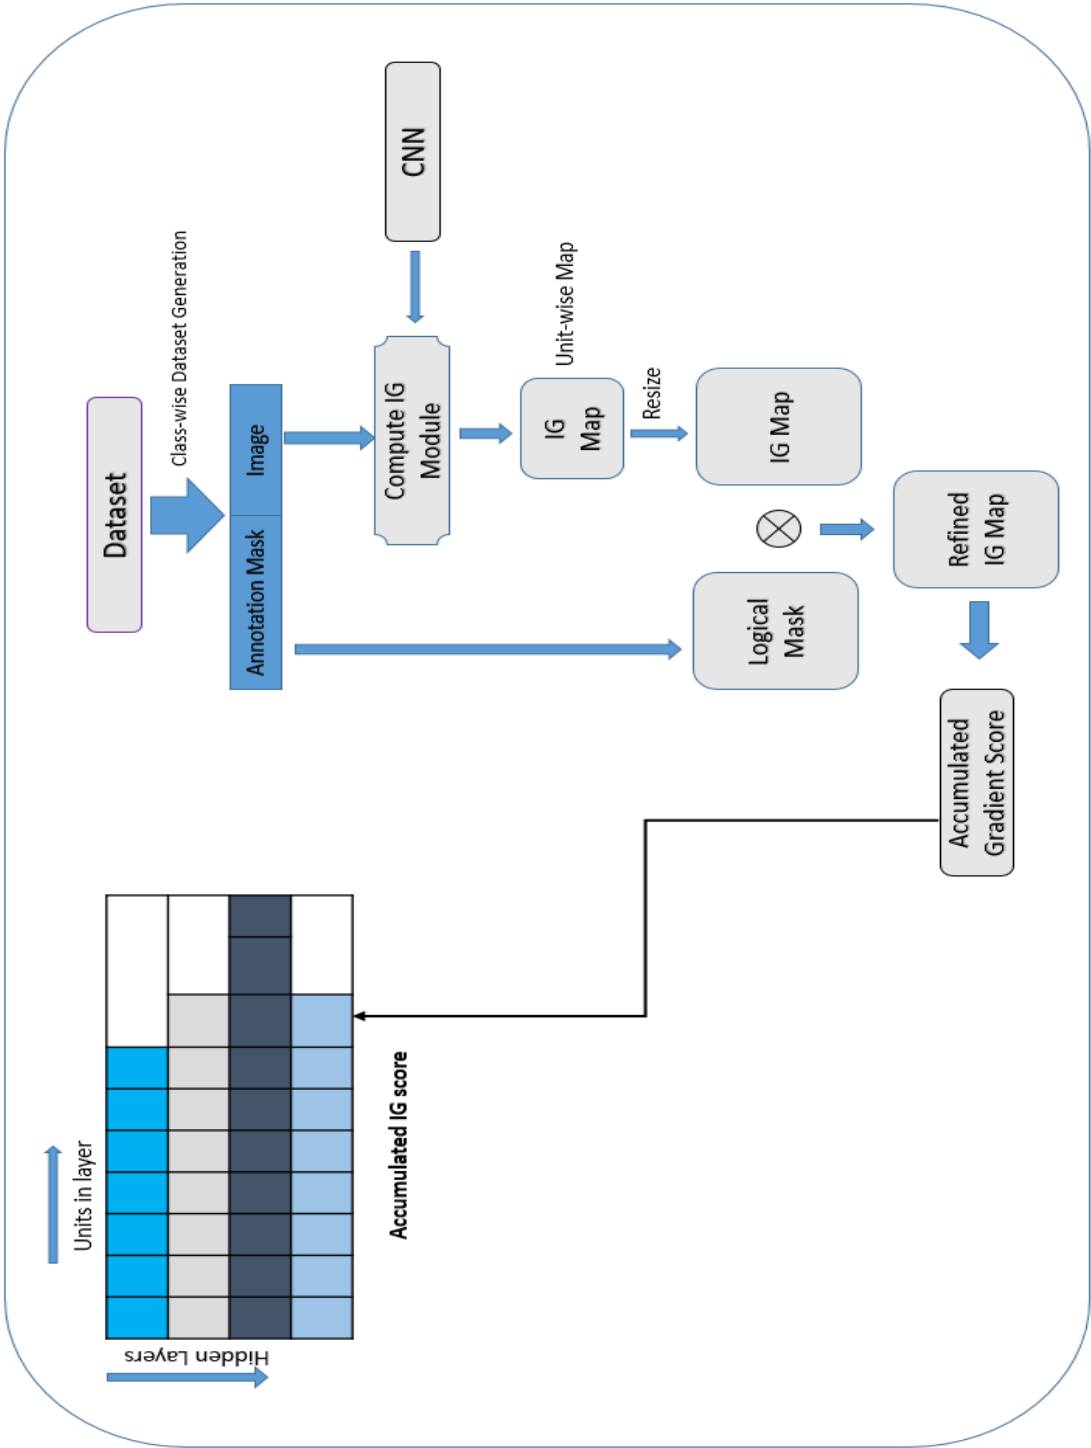 Dataset
Class-wise Dataset Generation
Annotation Mask
Image
CNN
Compute IG
Module
IG
Map
Unit-wise Map
Resize
IG Map
Logical
Mask
Refined
IG Map
Accumulated
Gradient Score
Units in layer
Hidden Layers
Accumulated IG score